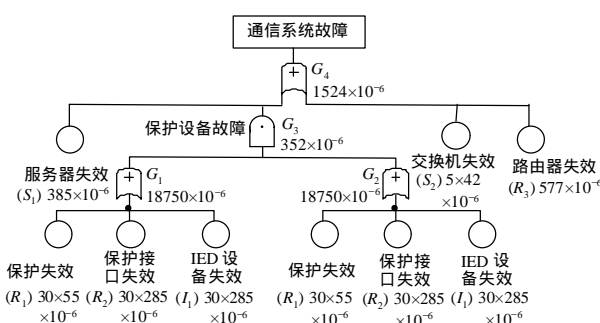 通信系统故障
+ G4
1524×10⁻⁶
保护设备故障 · G3
352×10⁻⁶
服务器失效
(S1) 385×10⁻⁶
交换机失效
(S2) 5×42
×10⁻⁶
路由器失效
(R3) 577×10⁻⁶
+ G1
18750×10⁻⁶
+ G2
18750×10⁻⁶
保护失效
(R1) 30×55
×10⁻⁶
保护接
口失效
(R2) 30×285
×10⁻⁶
IED 设
备失效
(I1) 30×285
×10⁻⁶
保护失效
(R1) 30×55
×10⁻⁶
保护接
口失效
(R2) 30×285
×10⁻⁶
IED 设
备失效
(I1) 30×285
×10⁻⁶